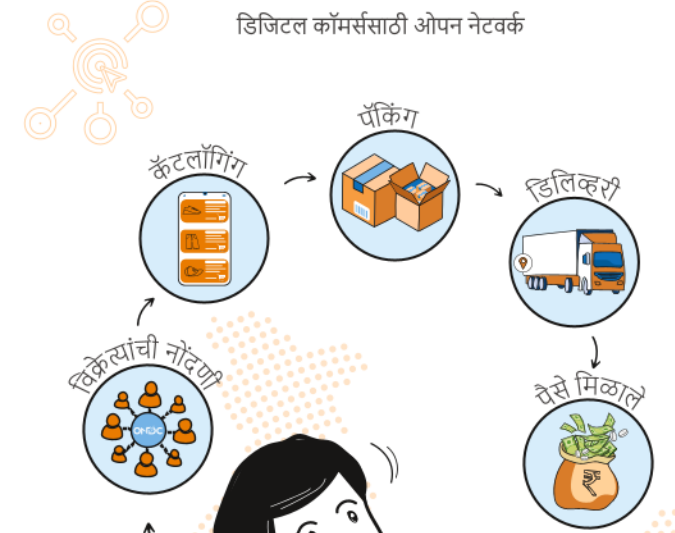 डिजिटल कॉमर्ससाठी ओपन नेटवर्क
पॅकिंग
कॅटलॉगिंग
डिलिव्हरी
विक्रेत्यांची नोंदणी
ONDC
पैसे मिळाले
₹